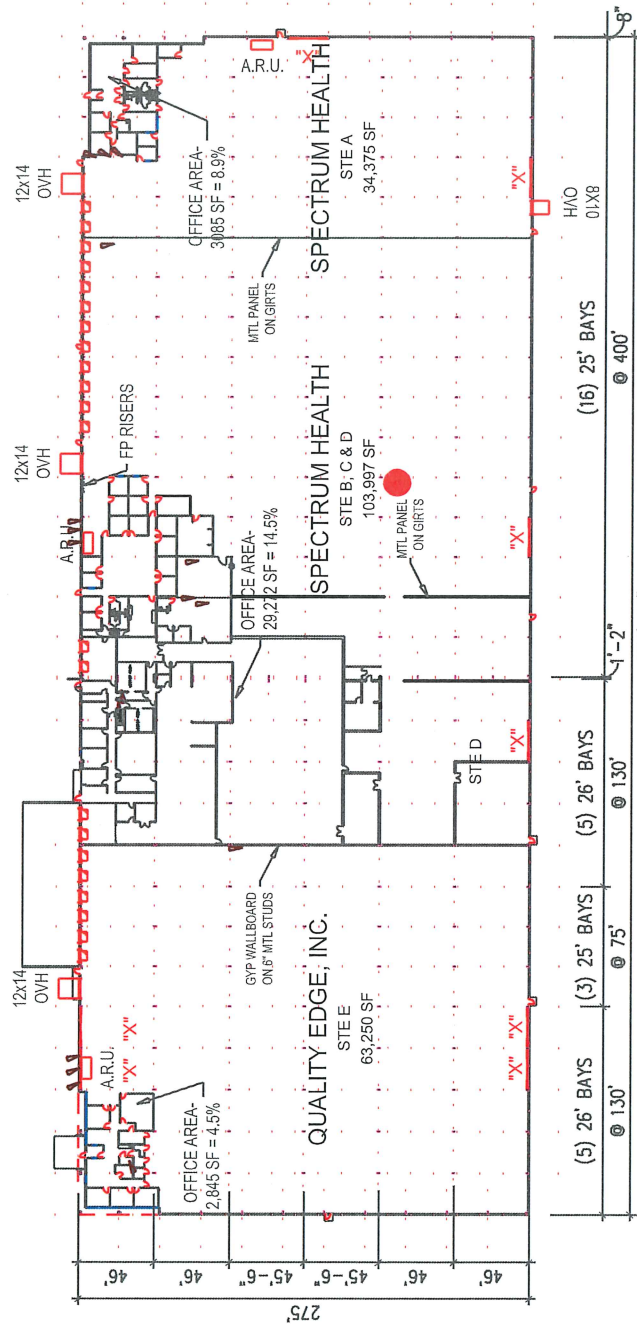 12x14
OVH
12x14
OVH
12x14
OVH
A.R.U.
"X"
OFFICE AREA-
3085 SF = 8.9%
SPECTRUM HEALTH
STE A
34,375 SF
"X"
8X10
OVH
MTL PANEL
ON GIRTS
FP RISERS
A.R.U.
SPECTRUM HEALTH
STE B, C & D
103,997 SF
MTL PANEL
ON GIRTS
"X"
OFFICE AREA-
29,272 SF = 14.5%
STE D
"X"
GYP WALLBOARD
ON 6" MTL STUDS
QUALITY EDGE, INC.
STE E
63,250 SF
"X" "X"
A.R.U.
"X" "X"
OFFICE AREA-
2,845 SF = 4.5%
46'
46'
45'-6"
45'-6"
46'
46'
275'
(5) 26' BAYS
@ 130'
(3) 25' BAYS
@ 75'
(5) 26' BAYS
@ 130'
1'-2"
(16) 25' BAYS
@ 400'
8"